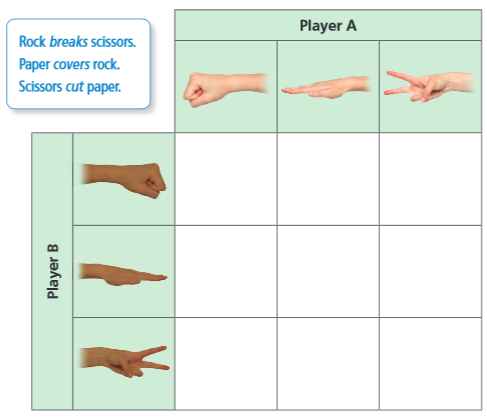 Rock breaks scissors.
Paper covers rock.
Scissors cut paper.
Player A
Player B